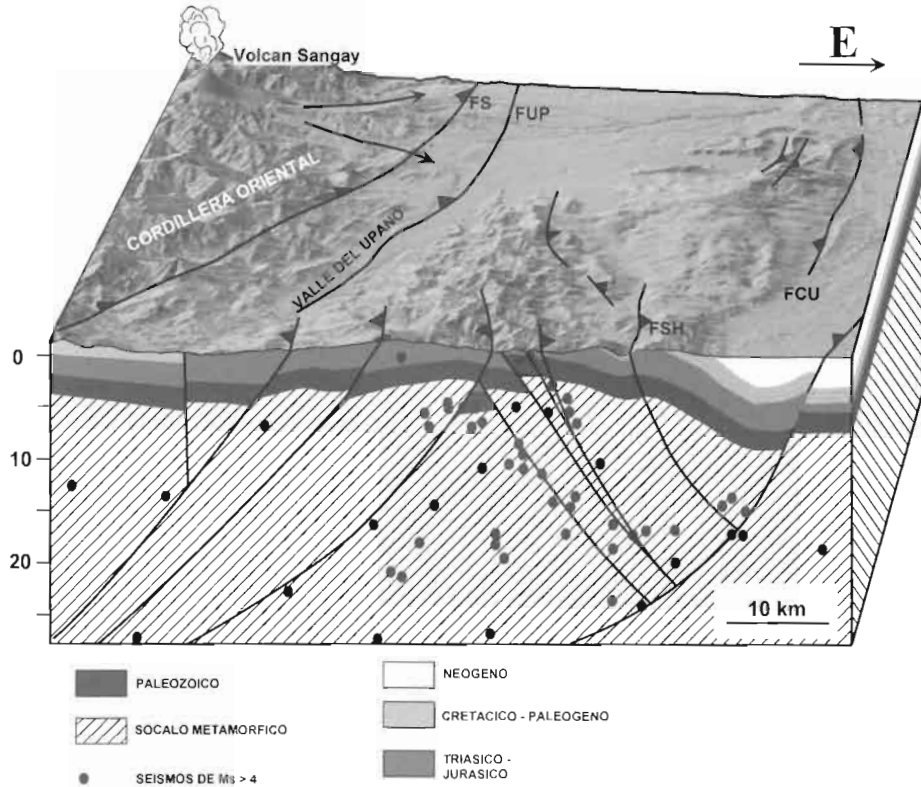 Volcan Sangay
E
FS
FUP
CORDILLERA ORIENTAL
VALLE DEL UPANO
FCU
FSH
0
10
20
10 km
PALEOZOICO
NEOGENO
SOCALO METAMORFICO
CRETACICO - PALEOGENO
SEISMOS DE Ms > 4
TRIASICO -
JURASICO